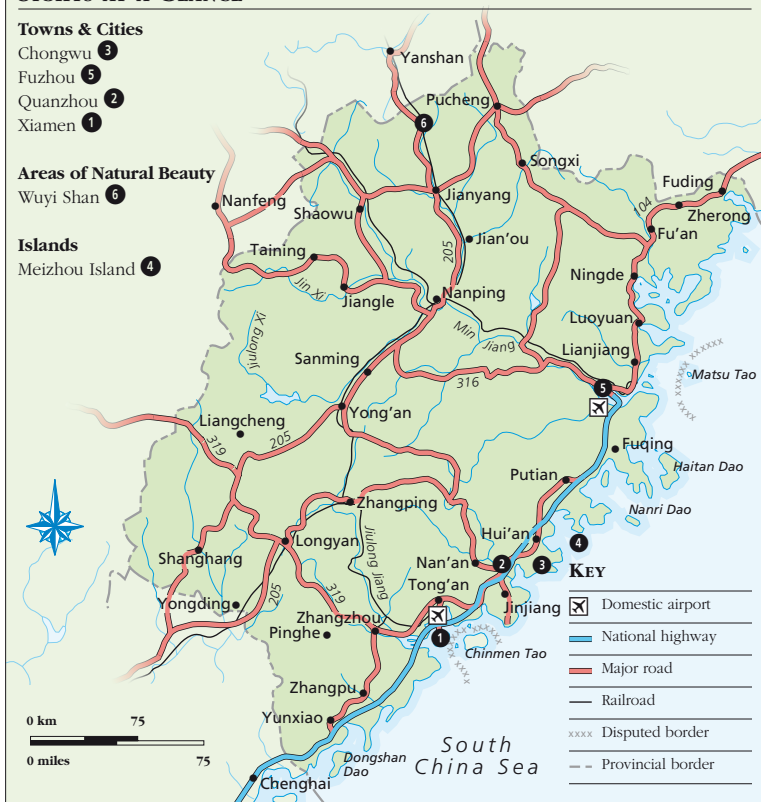 SIGHTS AT A GLANCE
Towns & Cities
Chongwu 3
Fuzhou 5
Quanzhou 2
Xiamen 1
Areas of Natural Beauty
Wuyi Shan 6
Islands
Meizhou Island 4
Yanshan
Pucheng
6
Songxi
Fuding
Zherong
104
Fu'an
Nanfeng
Shaowu
Jianyang
Jian'ou
205
Taining
Jin Xi
Jiangle
Nanping
Ningde
Luoyuan
Lianjiang
Min Jiang
Jiulong Xi
Sanming
316
5
Matsu Tao
Yong'an
Liangcheng
319
205
Fuqing
Haitan Dao
Putian
Nanri Dao
Zhangping
Hui'an
4
Longyan
Jiulong Jiang
Nan'an
2
3
Shanghang
Tong'an
Jinjiang
Yongding
205
319
Zhangzhou
Pinghe
1
Chinmen Tao
Zhangpu
Yunxiao
Dongshan
Dao
Chenghai
South
China Sea
0 km 75
0 miles 75
KEY
Domestic airport
National highway
Major road
Railroad
xxxx Disputed border
Provincial border